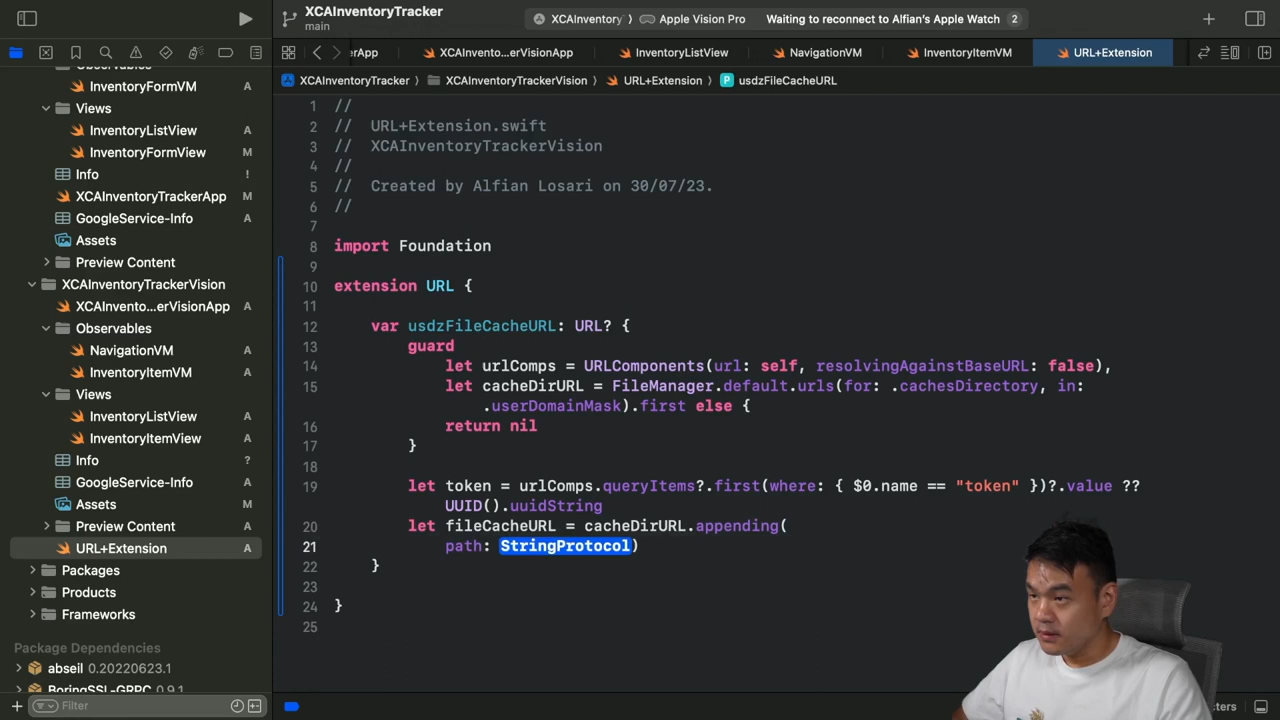 XCAInventoryTracker
main
XCAInventory
Apple Vision Pro
Waiting to reconnect to Alfian's Apple Watch
2
erApp
XCAInvento...erVisionApp
InventoryListView
NavigationVM
InventoryItemVM
URL+Extension
XCAInventoryTracker
XCAInventoryTrackerVision
URL+Extension
P usdzFileCacheURL
InventoryFormVM A
Views
InventoryListView A
InventoryFormView M
Info !
XCAInventoryTrackerApp M
GoogleService-Info A
Assets
Preview Content
XCAInventoryTrackerVision
XCAInvento...erVisionApp A
Observables
NavigationVM A
InventoryItemVM A
Views
InventoryListView A
InventoryItemView A
Info ?
GoogleService-Info A
Assets M
Preview Content
URL+Extension A
Packages
Products
Frameworks
Package Dependencies
abseil 0.20220623.1
BoringSSL-GRPC 0.9.1
Filter
1 //
2 // URL+Extension.swift
3 // XCAInventoryTrackerVision
4 //
5 // Created by Alfian Losari on 30/07/23.
6 //
7
8 import Foundation
9
10 extension URL {
11
12 var usdzFileCacheURL: URL? {
13 guard
14 let urlComps = URLComponents(url: self, resolvingAgainstBaseURL: false),
15 let cacheDirURL = FileManager.default.urls(for: .cachesDirectory, in:
.userDomainMask).first else {
16 return nil
17 }
18
19 let token = urlComps.queryItems?.first(where: { $0.name == "token" })?.value ??
UUID().uuidString
20 let fileCacheURL = cacheDirURL.appending(
21 path: StringProtocol)
22 }
23
24 }
25